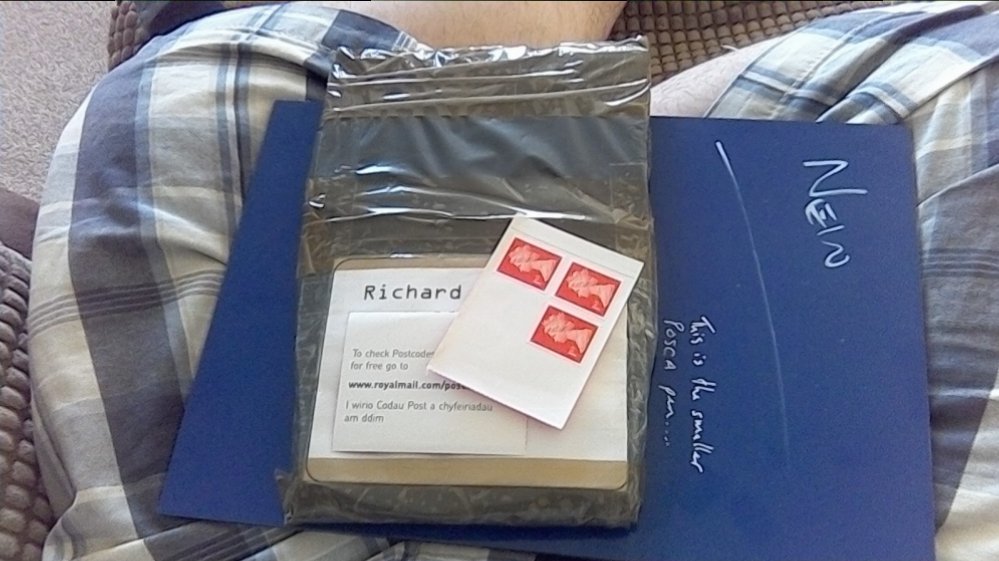 Richard
To check Postcodes
for free go to
www.royalmail.com/pos
I wirio Codau Post a chyfeiriadau
am ddim
NEIN
This is the smaller
POSCA pen....